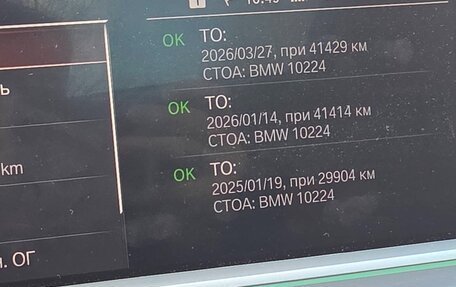 OK ТО:
2026/03/27, при 41429 км
СТОА: BMW 10224
OK ТО:
2026/01/14, при 41414 км
СТОА: BMW 10224
OK ТО:
2025/01/19, при 29904 км
СТОА: BMW 10224
ь
km
. ОГ